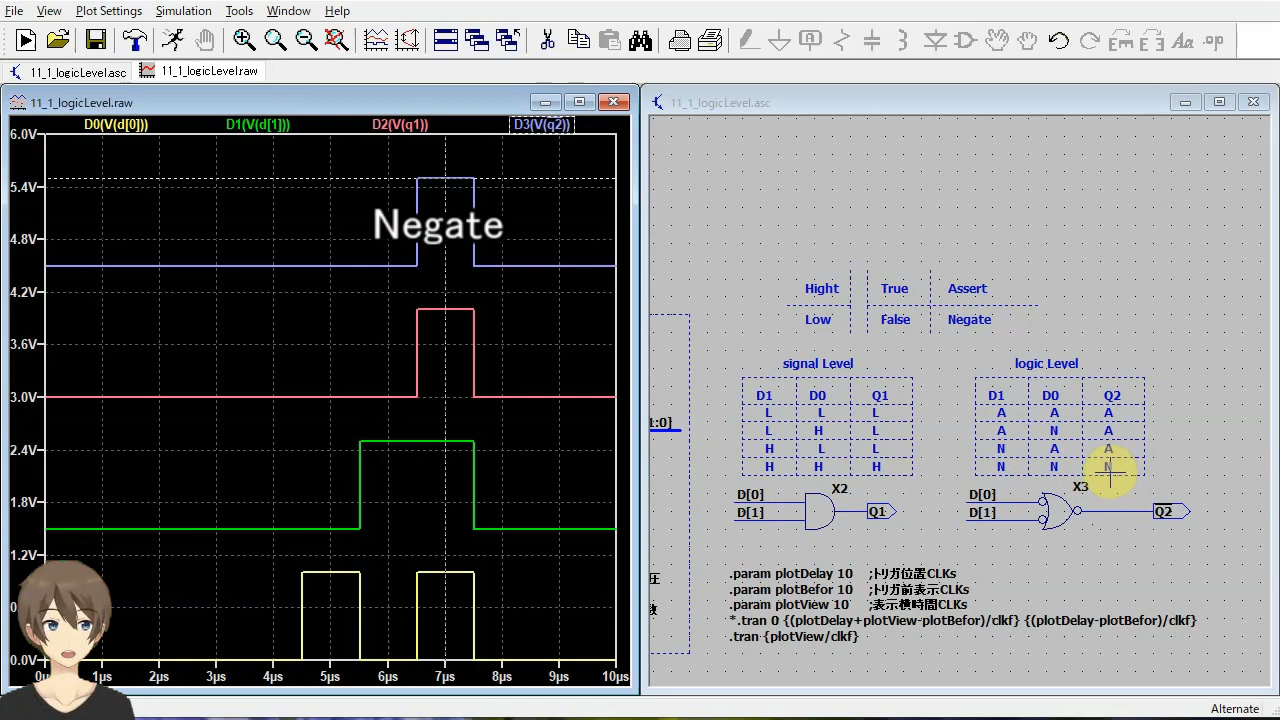 File View Plot Settings Simulation Tools Window Help
11_1_logicLevel.asc 11_1_logicLevel.raw
11_1_logicLevel.raw
D0(V(d[0])) D1(V(d[1])) D2(V(q1)) D3(V(q2))
6.0V
5.4V
4.8V
4.2V
3.6V
3.0V
2.4V
1.8V
1.2V
0.0V
1µs 2µs 3µs 4µs 5µs 6µs 7µs 8µs 9µs 10µs
Negate
11_1_logicLevel.asc
Hight True Assert
Low False Negate
signal Level
D1 D0 Q1
L L L
L H L
H L L
H H H
D[0]
D[1]
X2
Q1
logic Level
D1 D0 Q2
A A A
A N A
N A A
N N N
D[0]
D[1]
X3
Q2
1:0]
圧
数
.param plotDelay 10 ;トリガ位置CLKs
.param plotBefor 10 ;トリガ前表示CLKs
.param plotView 10 ;表示横時間CLKs
*.tran 0 {(plotDelay+plotView-plotBefor)/clkf} {(plotDelay-plotBefor)/clkf}
.tran {plotView/clkf}
Alternate